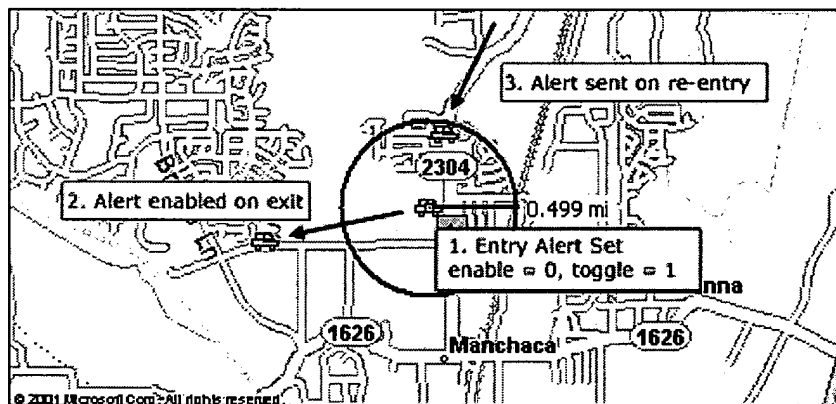 3. Alert sent on re-entry
2304
2. Alert enabled on exit
0.499 mi
1. Entry Alert Set
enable = 0, toggle = 1
nna
1626
Manchaca
1626
© 2001 Microsoft Corp All rights reserved